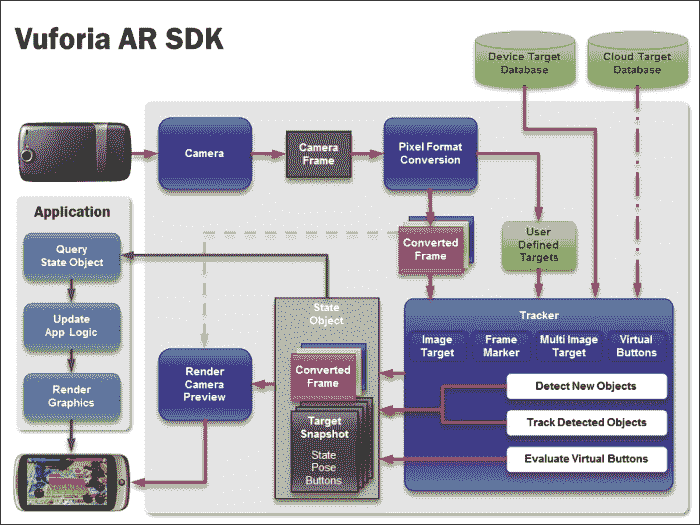 Vuforia AR SDK
Device Target
Database
Cloud Target
Database
Camera
Camera
Frame
Pixel Format
Conversion
Application
Query
State Object
Converted
Frame
User
Defined
Targets
State
Object
Tracker
Update
App Logic
Image
Target
Frame
Marker
Multi Image
Target
Virtual
Buttons
Render
Camera
Preview
Converted
Frame
Render
Graphics
Detect New Objects
Target
Snapshot
Track Detected Objects
State
Pose
Buttons
Evaluate Virtual Buttons